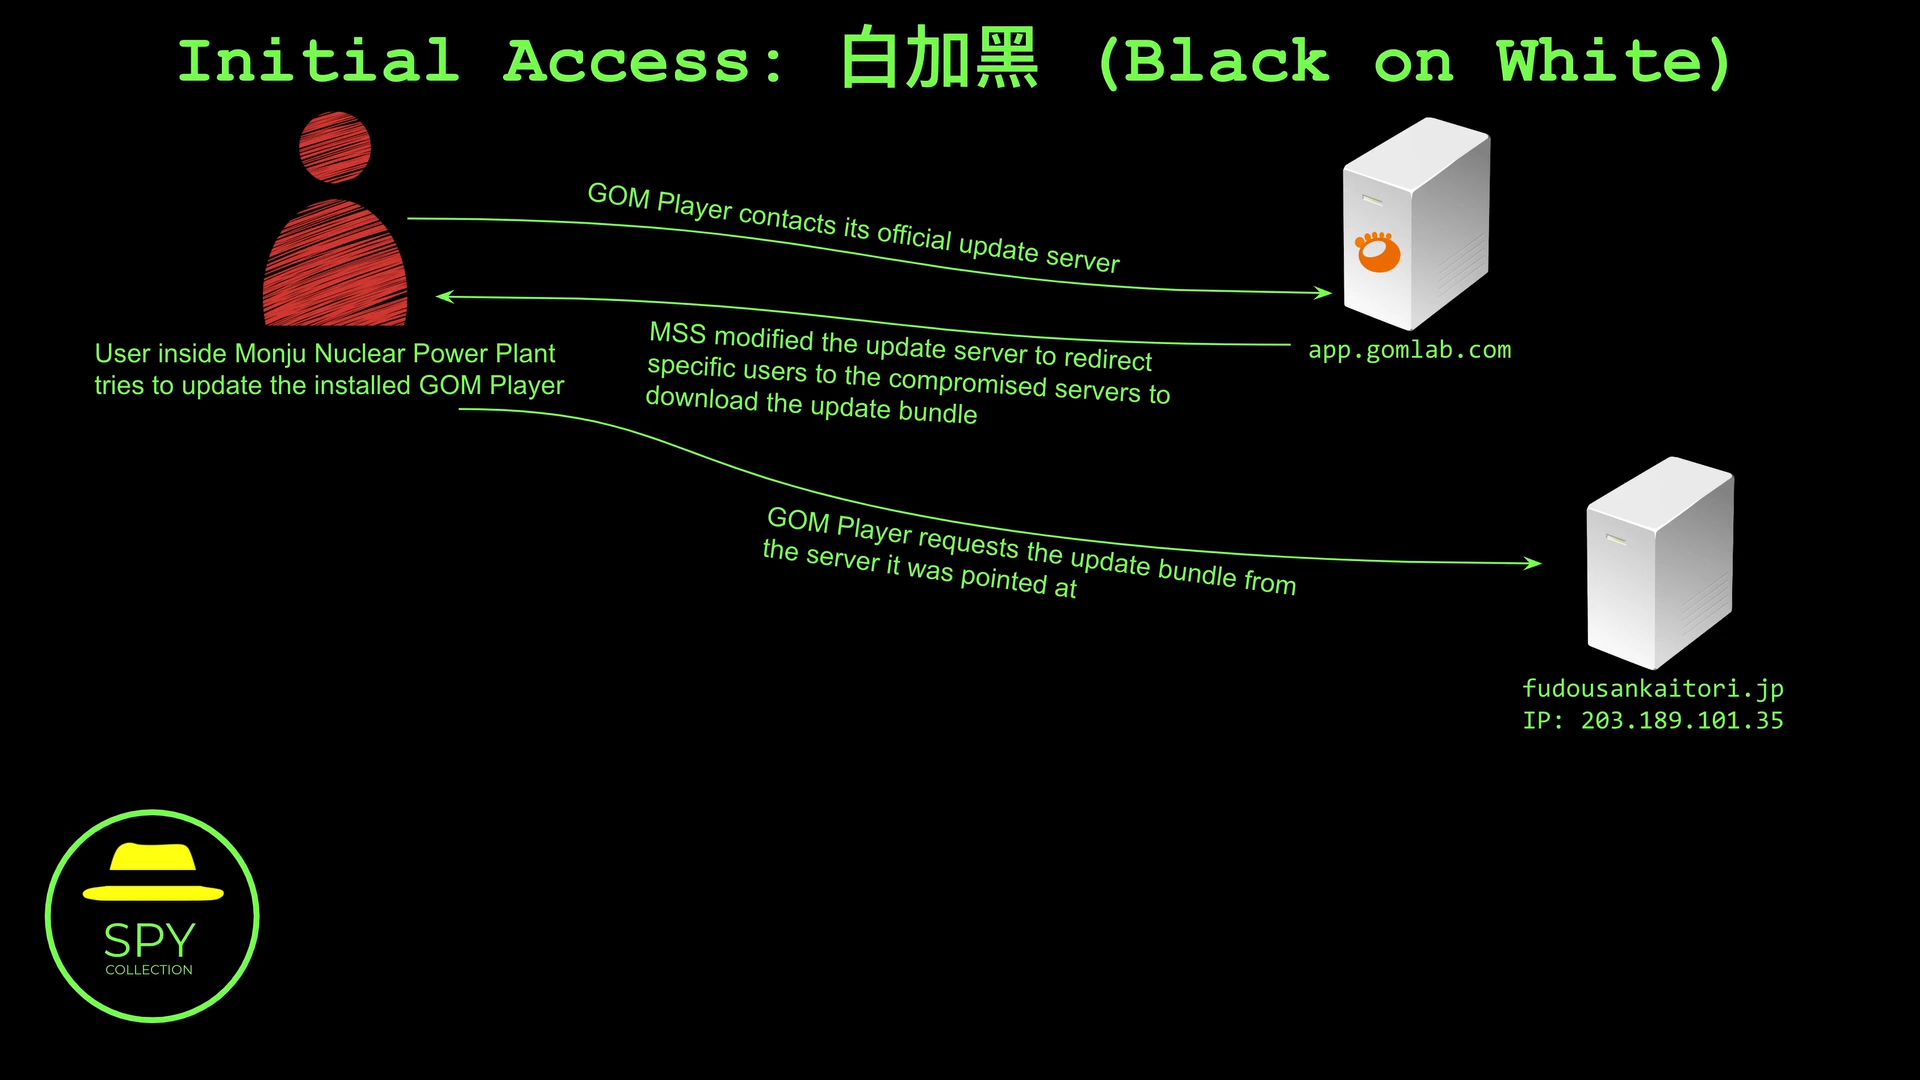 Initial Access: 白加黑 (Black on White)
GOM Player contacts its official update server
MSS modified the update server to redirect
specific users to the compromised servers to
download the update bundle
app.gomlab.com
User inside Monju Nuclear Power Plant
tries to update the installed GOM Player
GOM Player requests the update bundle from
the server it was pointed at
fudousankaitori.jp
IP: 203.189.101.35
SPY
COLLECTION